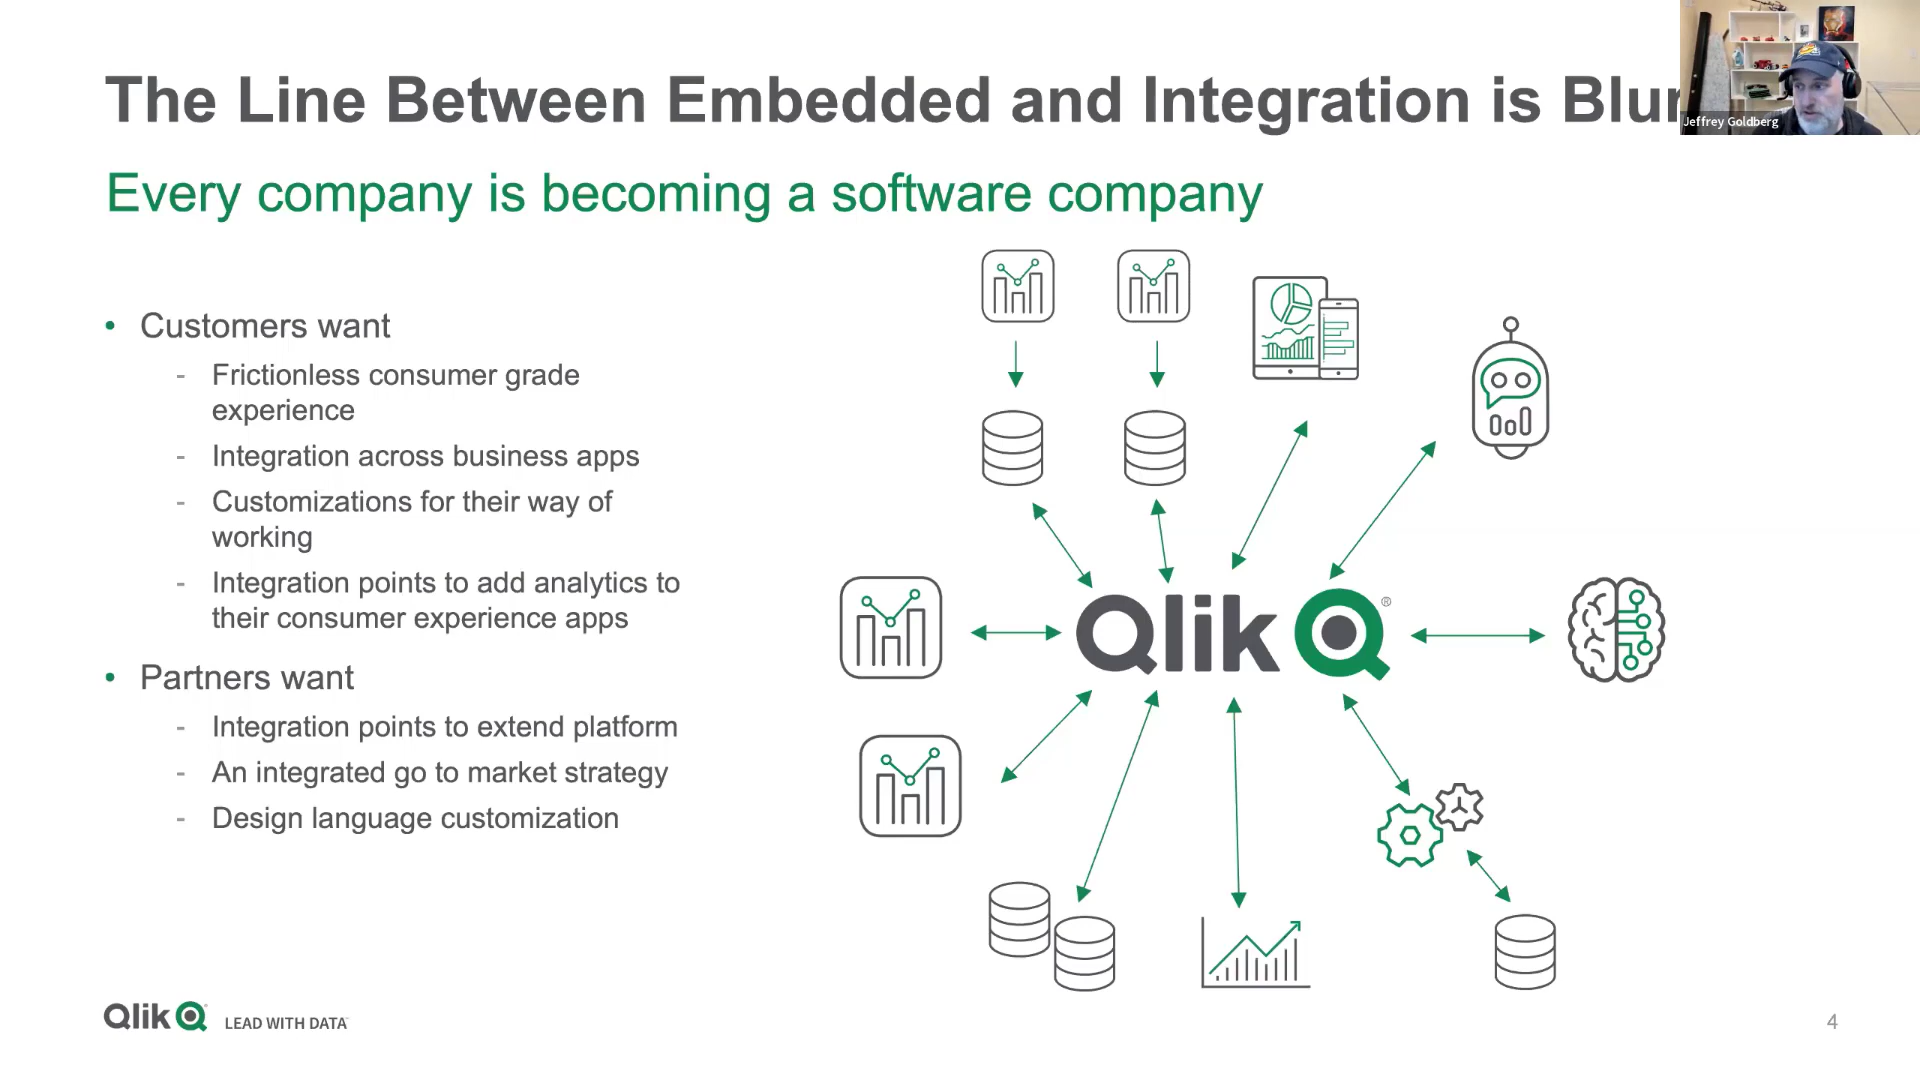 The Line Between Embedded and Integration is
Every company is becoming a software company
Jeffrey Goldberg
• Customers want
- Frictionless consumer grade
experience
- Integration across business apps
- Customizations for their way of
working
- Integration points to add analytics to
their consumer experience apps
• Partners want
- Integration points to extend platform
- An integrated go to market strategy
- Design language customization
Qlik ®
Qlik LEAD WITH DATA
4